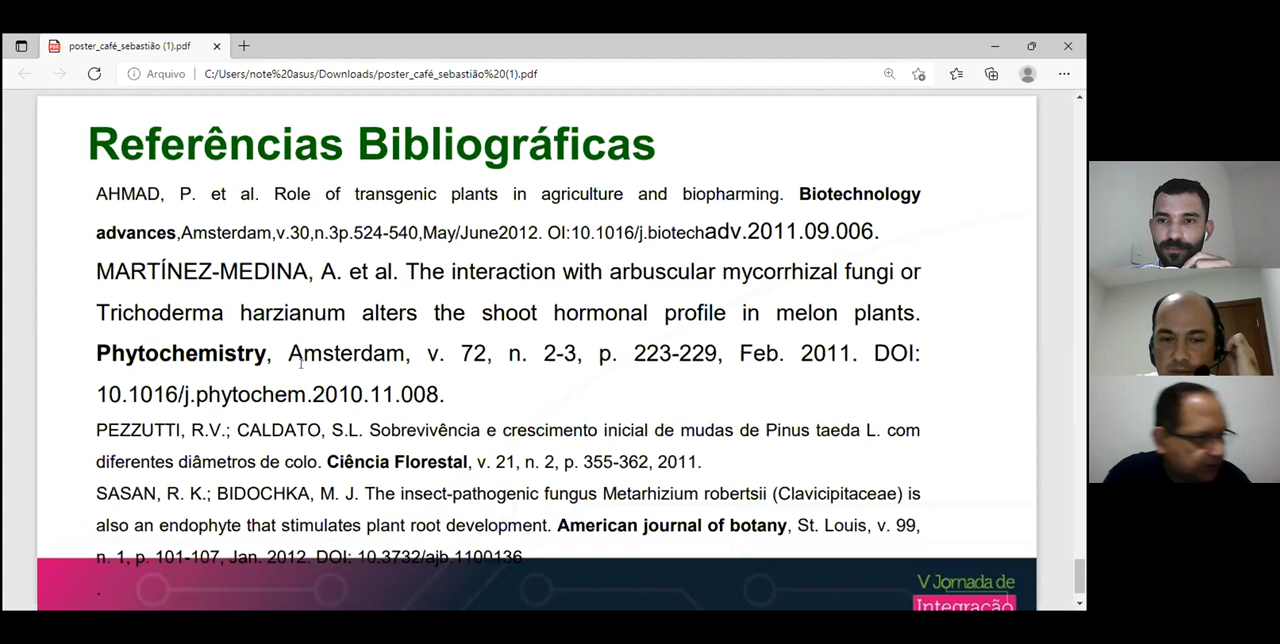 poster_café_sebastião (1).pdf
Arquivo
C:/Users/note%20asus/Downloads/poster_café_sebastião%20(1).pdf
Referências Bibliográficas
AHMAD, P. et al. Role of transgenic plants in agriculture and biopharming. Biotechnology
advances,Amsterdam,v.30,n.3p.524-540,May/June2012. OI:10.1016/j.biotechadv.2011.09.006.
MARTÍNEZ-MEDINA, A. et al. The interaction with arbuscular mycorrhizal fungi or
Trichoderma harzianum alters the shoot hormonal profile in melon plants.
Phytochemistry, Amsterdam, v. 72, n. 2-3, p. 223-229, Feb. 2011. DOI:
10.1016/j.phytochem.2010.11.008.
PEZZUTTI, R.V.; CALDATO, S.L. Sobrevivência e crescimento inicial de mudas de Pinus taeda L. com
diferentes diâmetros de colo. Ciência Florestal, v. 21, n. 2, p. 355-362, 2011.
SASAN, R. K.; BIDOCHKA, M. J. The insect-pathogenic fungus Metarhizium robertsii (Clavicipitaceae) is
also an endophyte that stimulates plant root development. American journal of botany, St. Louis, v. 99,
n. 1, p. 101-107, Jan. 2012. DOI: 10.3732/ajb.1100136
.
V Jornada de
Integração